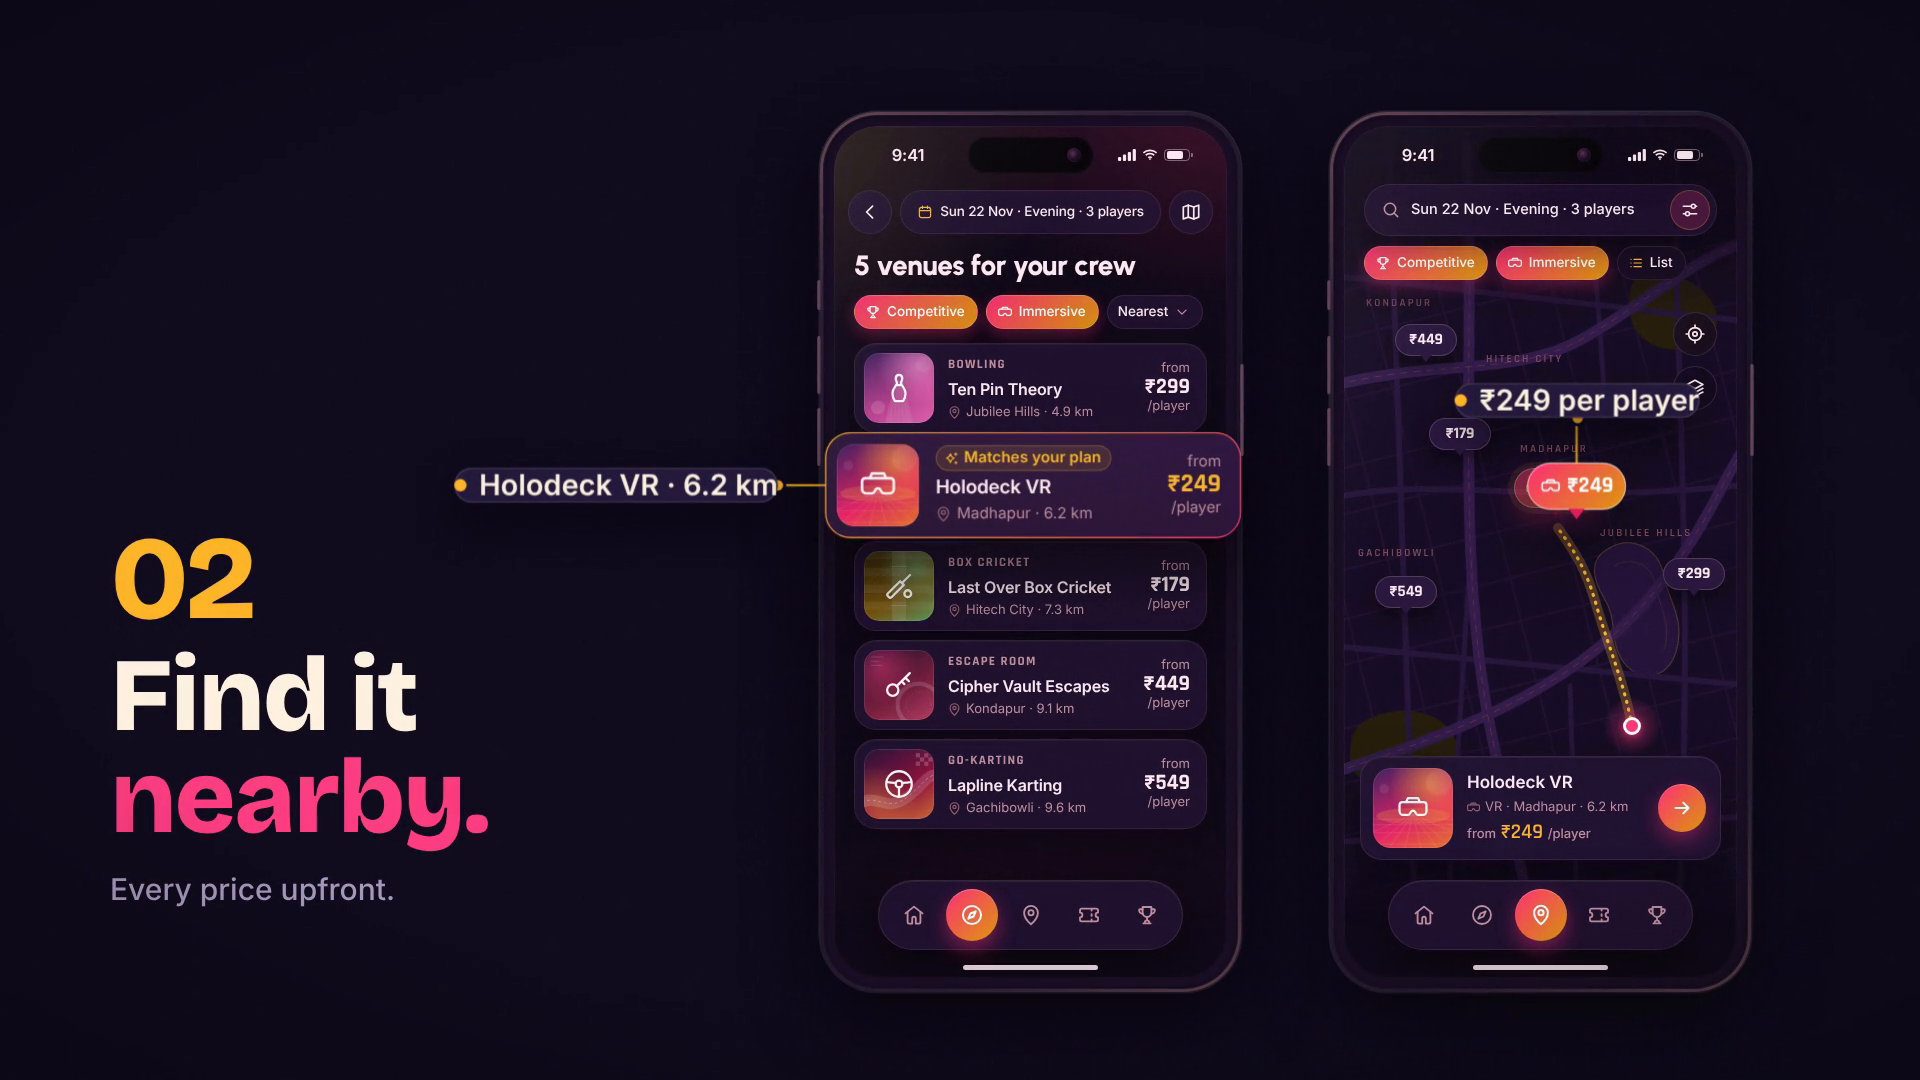 02
Find it
nearby.
Every price upfront.
Holodeck VR · 6.2 km
9:41
Sun 22 Nov · Evening · 3 players
5 venues for your crew
Competitive
Immersive
Nearest
BOWLING
Ten Pin Theory
Jubilee Hills · 4.9 km
from
₹299
/player
Matches your plan
Holodeck VR
Madhapur · 6.2 km
from
₹249
/player
BOX CRICKET
Last Over Box Cricket
Hitech City · 7.3 km
from
₹179
/player
ESCAPE ROOM
Cipher Vault Escapes
Kondapur · 9.1 km
from
₹449
/player
GO-KARTING
Lapline Karting
Gachibowli · 9.6 km
from
₹549
/player
9:41
Sun 22 Nov · Evening · 3 players
Competitive
Immersive
List
KONDAPUR
₹449
HITECH CITY
₹249 per player
₹179
MADHAPUR
₹249
JUBILEE HILLS
GACHIBOWLI
₹299
₹549
Holodeck VR
VR · Madhapur · 6.2 km
from ₹249 /player